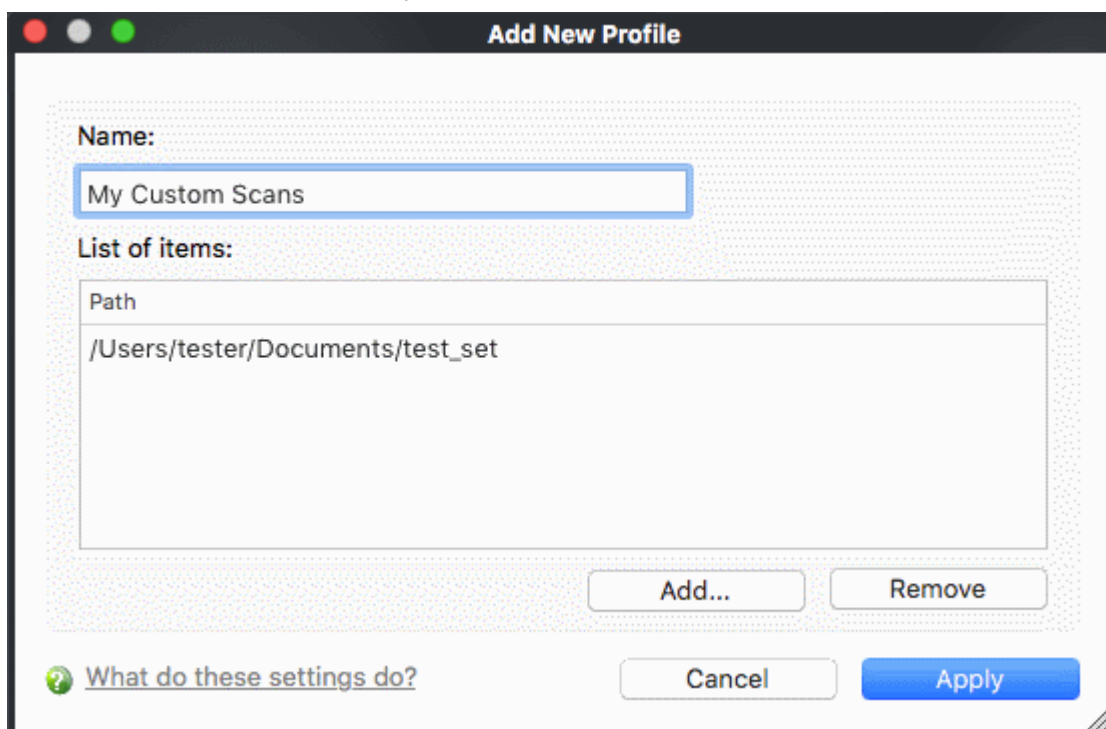 Add New Profile
Name:
My Custom Scans
List of items:
Path
/Users/tester/Documents/test_set
Add... Remove
What do these settings do? Cancel Apply